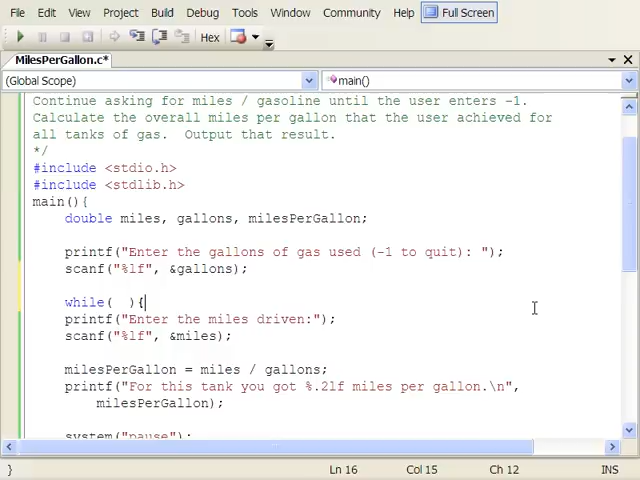 File Edit View Project Build Debug Tools Window Community Help Full Screen
Hex
MilesPerGallon.c*
(Global Scope) main()
Continue asking for miles / gasoline until the user enters -1.
Calculate the overall miles per gallon that the user achieved for
all tanks of gas.  Output that result.
*/
#include <stdio.h>
#include <stdlib.h>
main(){
    double miles, gallons, milesPerGallon;
    printf("Enter the gallons of gas used (-1 to quit): ");
    scanf("%lf", &gallons);
    while(  ){
    printf("Enter the miles driven:");
    scanf("%lf", &miles);
    milesPerGallon = miles / gallons;
    printf("For this tank you got %.2lf miles per gallon.\n",
        milesPerGallon);
    system("pause");
} Ln 16 Col 15 Ch 12 INS